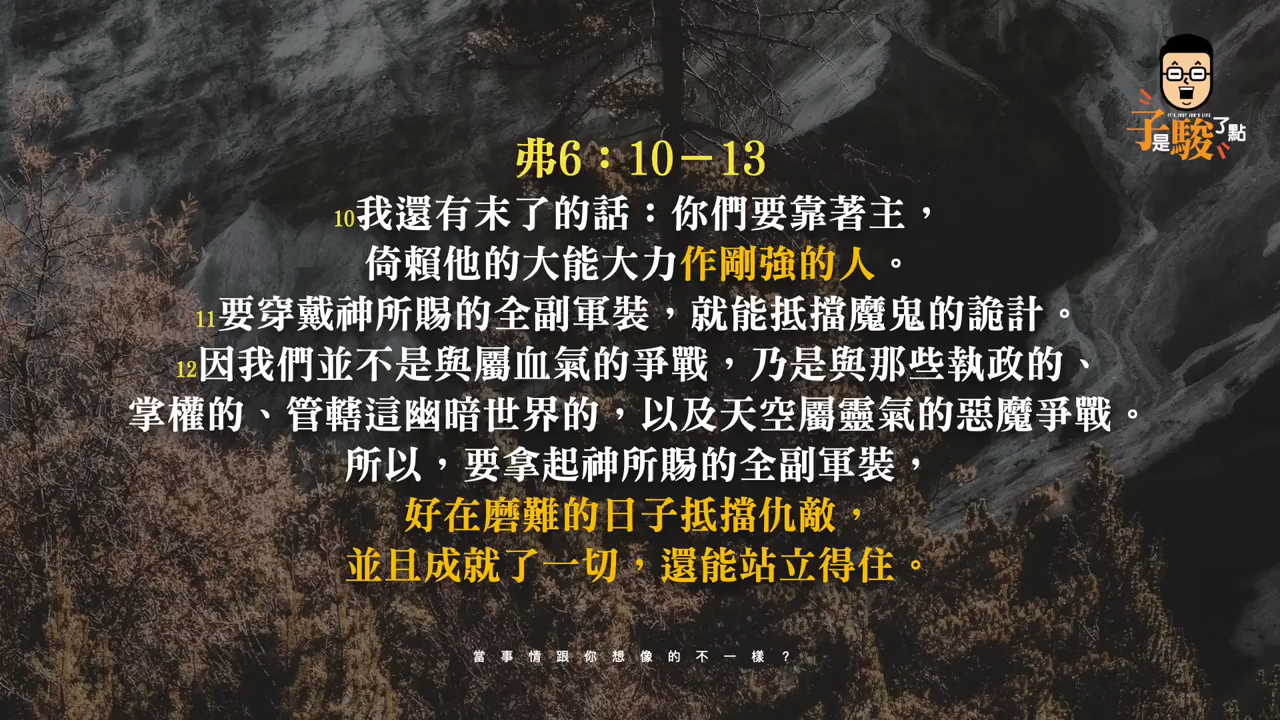 IT'S JUST JUN'S LIFE
子是駿了點
弗6：10－13
10我還有末了的話：你們要靠著主，
倚賴他的大能大力作剛強的人。
11要穿戴神所賜的全副軍裝，就能抵擋魔鬼的詭計。
12因我們並不是與屬血氣的爭戰，乃是與那些執政的、
掌權的、管轄這幽暗世界的，以及天空屬靈氣的惡魔爭戰。
所以，要拿起神所賜的全副軍裝，
好在磨難的日子抵擋仇敵，
並且成就了一切，還能站立得住。
當事情跟你想像的不一樣？